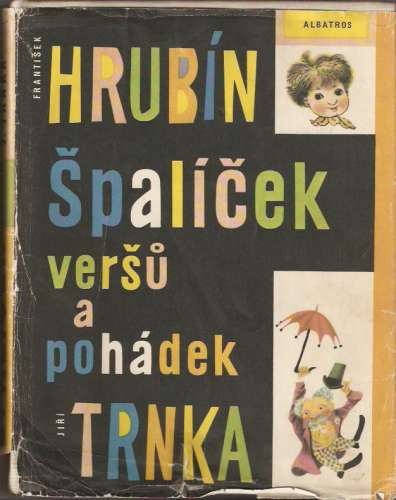 ALBATROS
FRANTIŠEK
HRUBÍN
Špalíček
veršů
a
pohádek
JIŘÍ
TRNKA